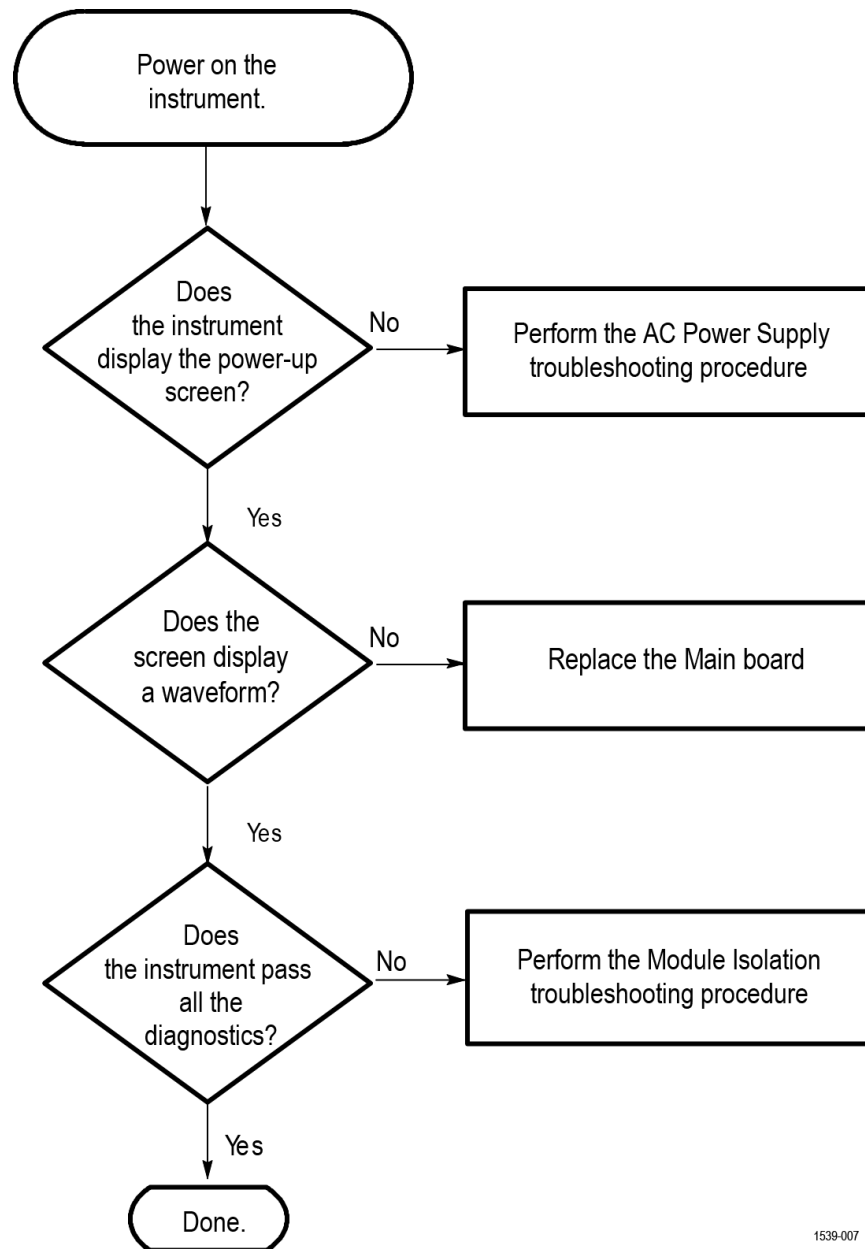 Power on the
instrument.
Does
the instrument
display the power-up
screen?
No
Perform the AC Power Supply
troubleshooting procedure
Yes
Does the
screen display
a waveform?
No
Replace the Main board
Yes
Does
the instrument pass
all the
diagnostics?
No
Perform the Module Isolation
troubleshooting procedure
Yes
Done.
1539-007